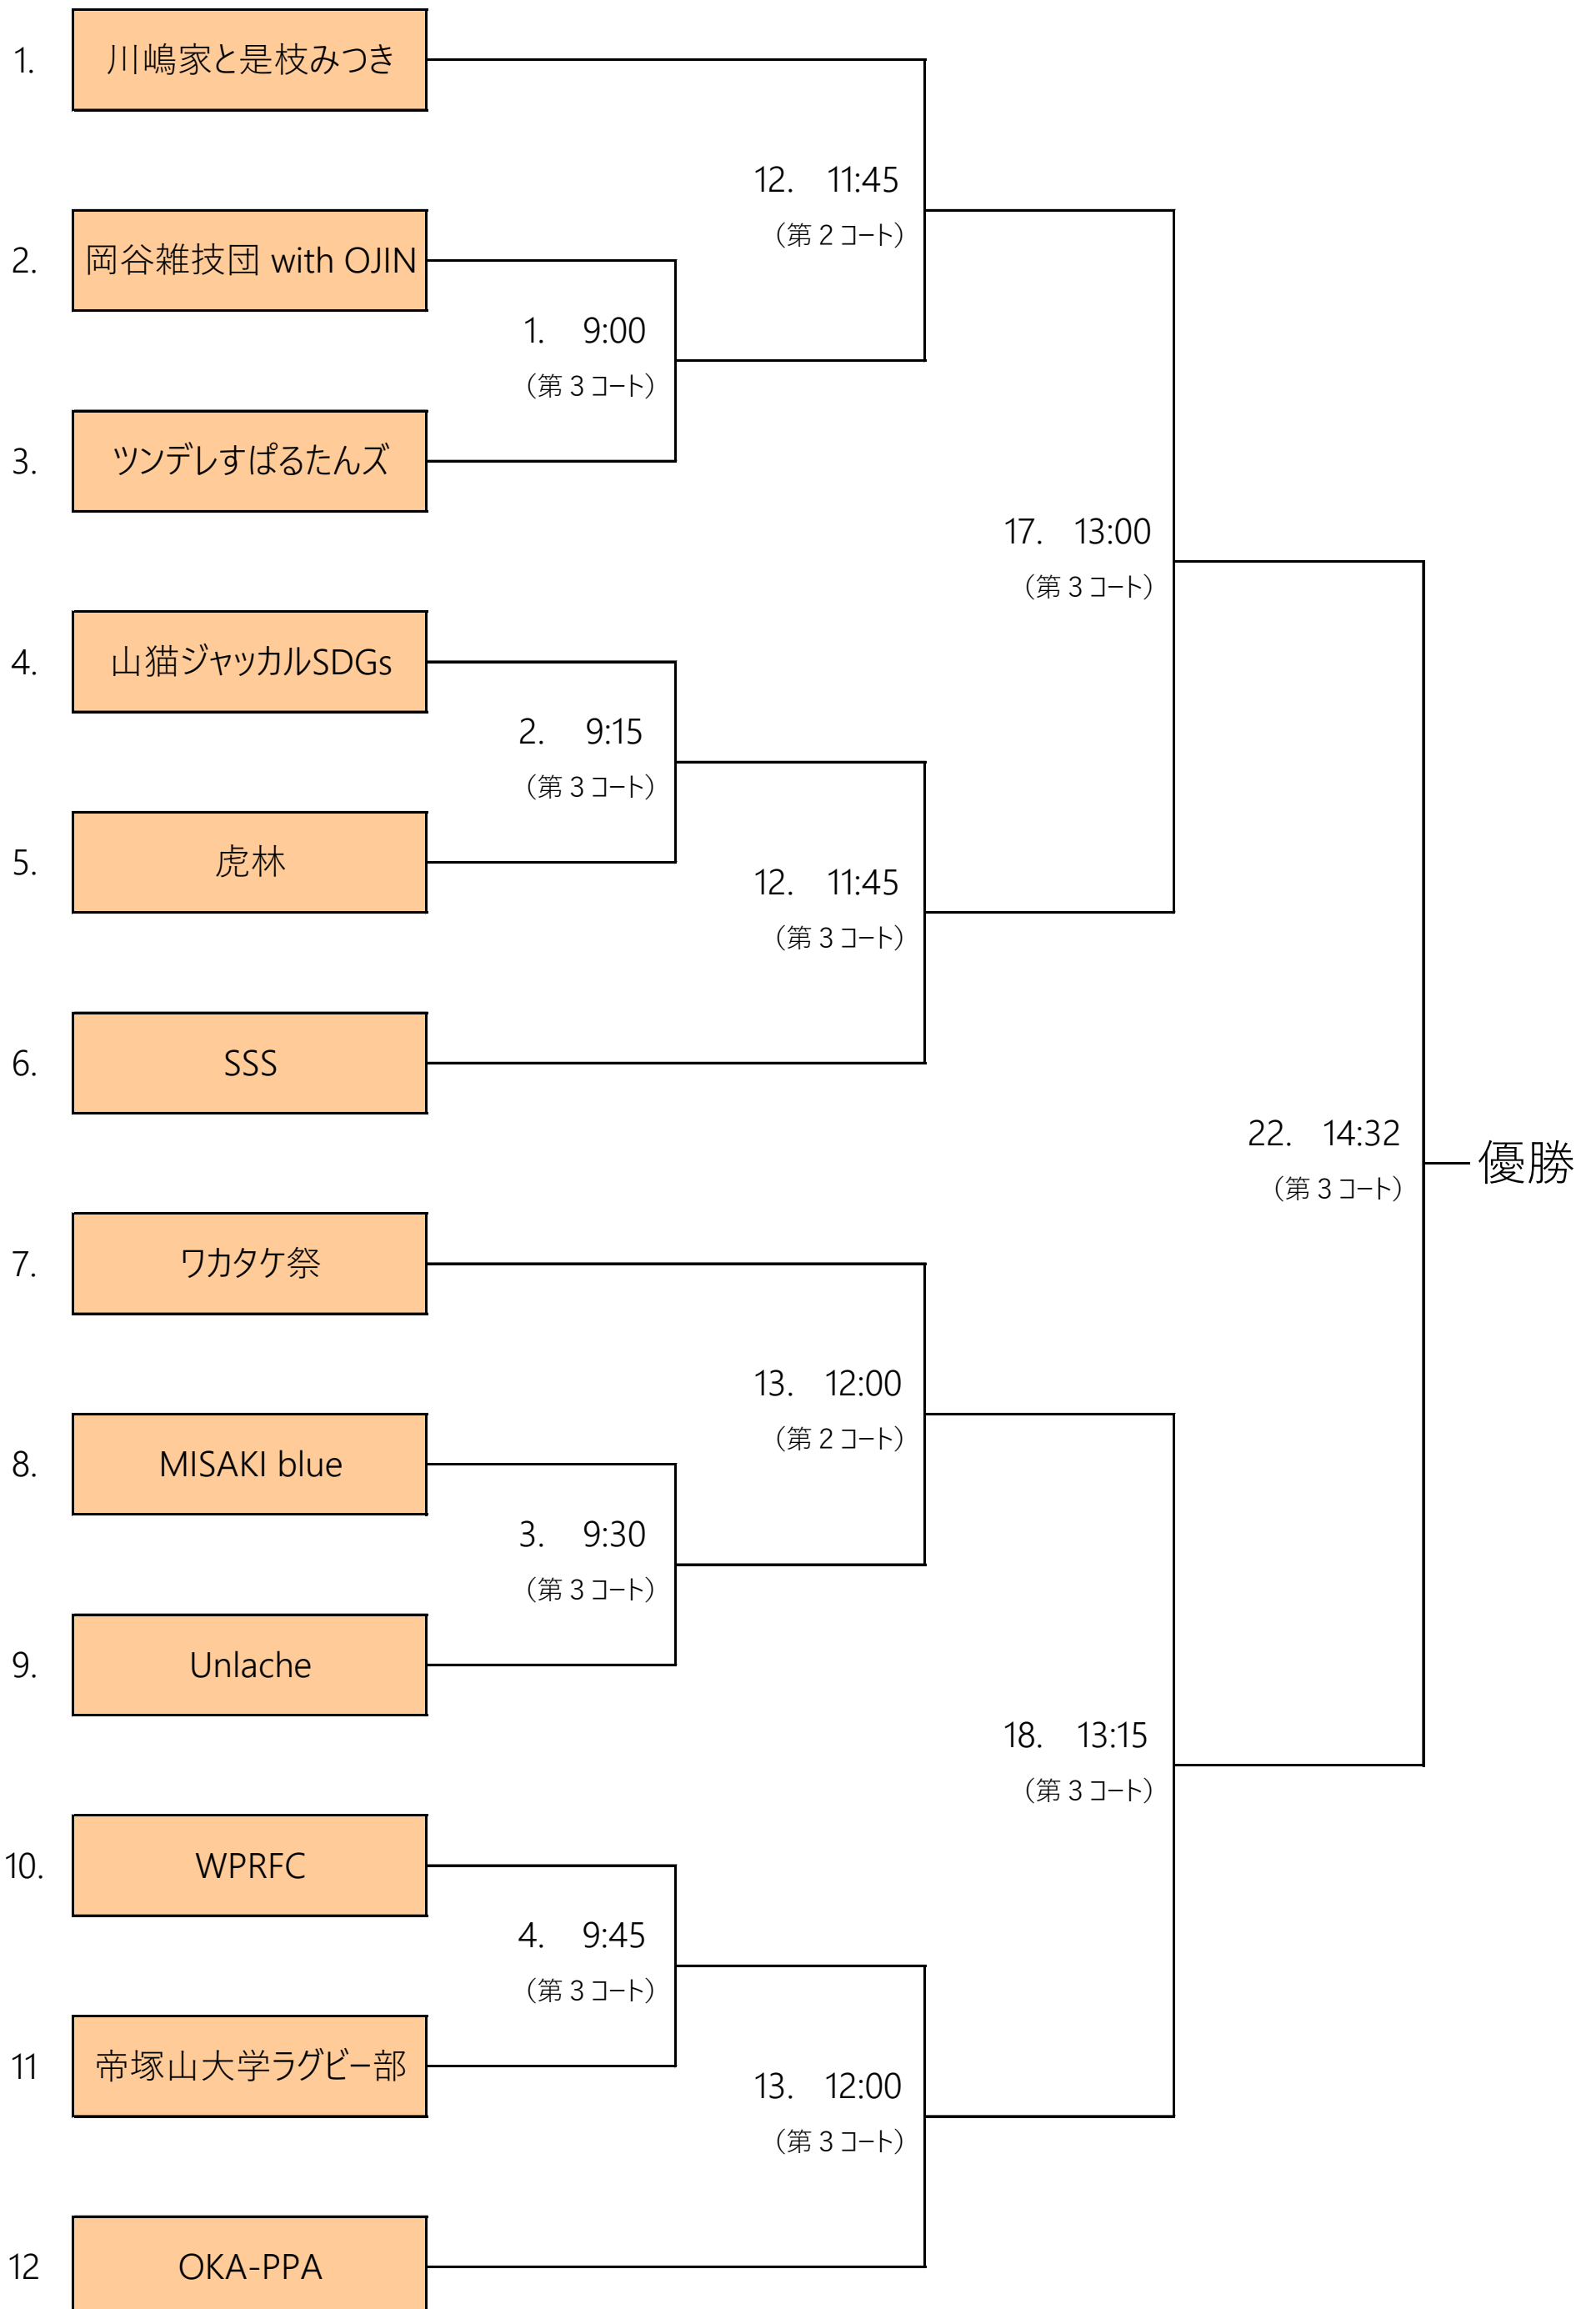 1. 川嶋家と是枝みつき
12. 11:45
(第2コート)
2. 岡谷雑技団 with OJIN
1. 9:00
(第3コート)
3. ツンデレすぱるたんズ
17. 13:00
(第3コート)
4. 山猫ジャッカルSDGs
2. 9:15
(第3コート)
5. 虎林
12. 11:45
(第3コート)
6. SSS
22. 14:32
優勝
(第3コート)
7. ワカタケ祭
13. 12:00
(第2コート)
8. MISAKI blue
3. 9:30
(第3コート)
9. Unlache
18. 13:15
(第3コート)
10. WPRFC
4. 9:45
(第3コート)
11 帝塚山大学ラグビー部
13. 12:00
(第3コート)
12 OKA-PPA